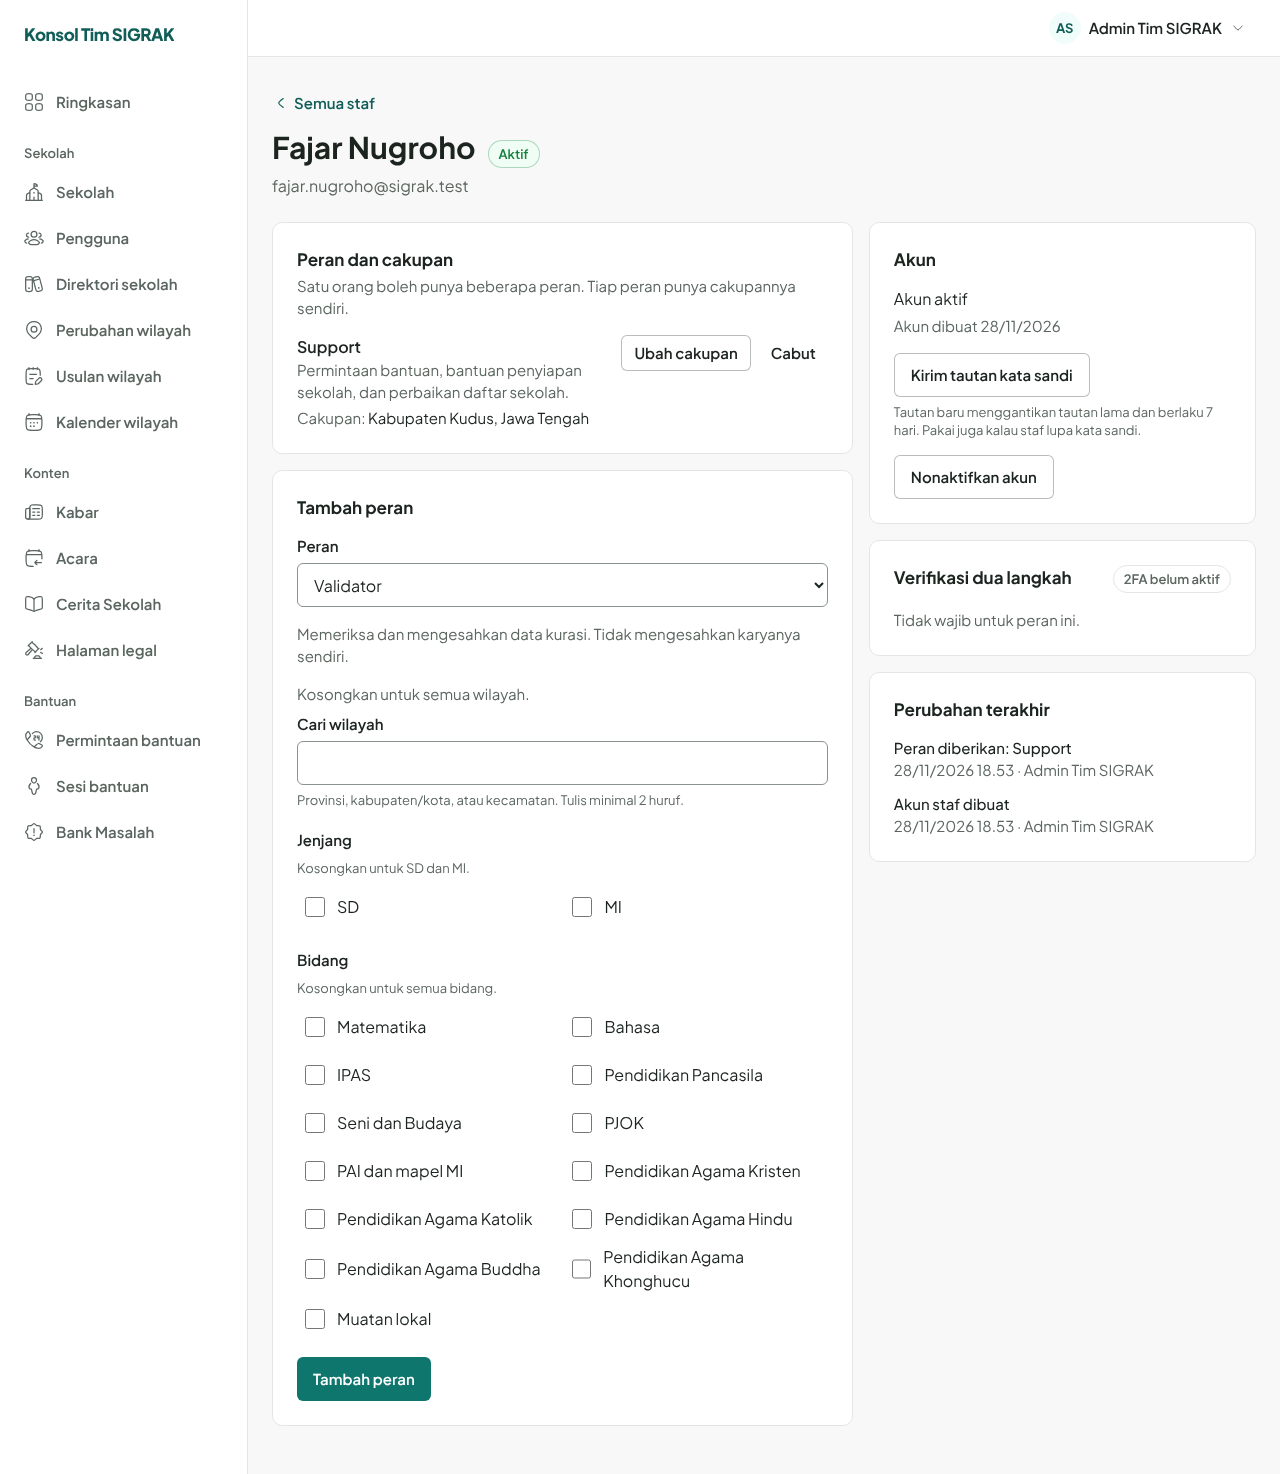 Konsol Tim SIGRAK
Ringkasan
Sekolah
Sekolah
Pengguna
Direktori sekolah
Perubahan wilayah
Usulan wilayah
Kalender wilayah
Konten
Kabar
Acara
Cerita Sekolah
Halaman legal
Bantuan
Permintaan bantuan
Sesi bantuan
Bank Masalah
AS Admin Tim SIGRAK
Semua staf
Fajar Nugroho Aktif
fajar.nugroho@sigrak.test
Peran dan cakupan
Satu orang boleh punya beberapa peran. Tiap peran punya cakupannya
sendiri.
Support
Permintaan bantuan, bantuan penyiapan
sekolah, dan perbaikan daftar sekolah.
Cakupan: Kabupaten Kudus, Jawa Tengah
Ubah cakupan
Cabut
Tambah peran
Peran
Validator
Memeriksa dan mengesahkan data kurasi. Tidak mengesahkan karyanya
sendiri.
Kosongkan untuk semua wilayah.
Cari wilayah
Provinsi, kabupaten/kota, atau kecamatan. Tulis minimal 2 huruf.
Jenjang
Kosongkan untuk SD dan MI.
SD
MI
Bidang
Kosongkan untuk semua bidang.
Matematika
Bahasa
IPAS
Pendidikan Pancasila
Seni dan Budaya
PJOK
PAI dan mapel MI
Pendidikan Agama Kristen
Pendidikan Agama Katolik
Pendidikan Agama Hindu
Pendidikan Agama Buddha
Pendidikan Agama
Khonghucu
Muatan lokal
Tambah peran
Akun
Akun aktif
Akun dibuat 28/11/2026
Kirim tautan kata sandi
Tautan baru menggantikan tautan lama dan berlaku 7
hari. Pakai juga kalau staf lupa kata sandi.
Nonaktifkan akun
Verifikasi dua langkah
2FA belum aktif
Tidak wajib untuk peran ini.
Perubahan terakhir
Peran diberikan: Support
28/11/2026 18.53 · Admin Tim SIGRAK
Akun staf dibuat
28/11/2026 18.53 · Admin Tim SIGRAK